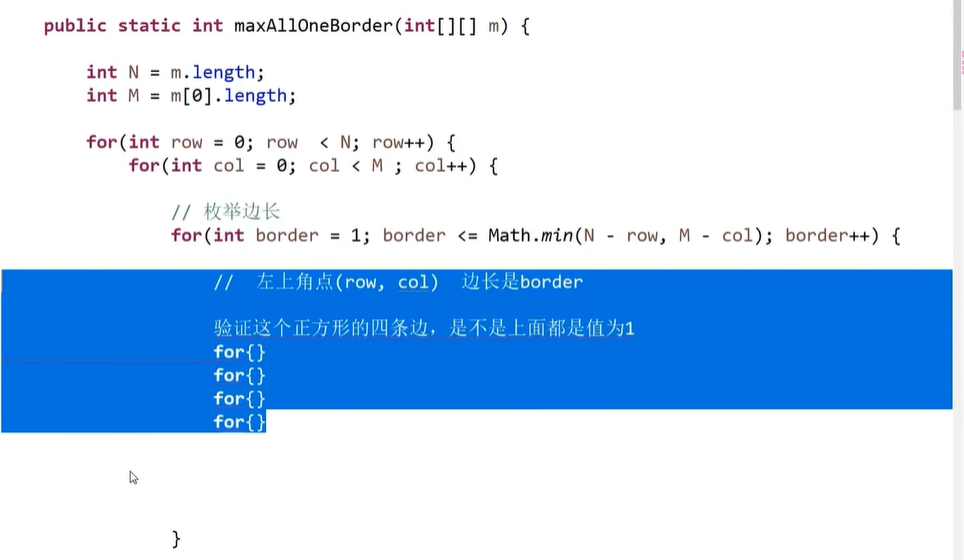 public static int maxAllOneBorder(int[][] m) {
int N = m.length;
int M = m[0].length;
for(int row = 0; row  < N; row++) {
for(int col = 0; col < M ; col++) {
// 枚举边长
for(int border = 1; border <= Math.min(N - row, M - col); border++) {
//  左上角点(row, col)  边长是border
验证这个正方形的四条边，是不是上面都是值为1
for{}
for{}
for{}
for{}
}